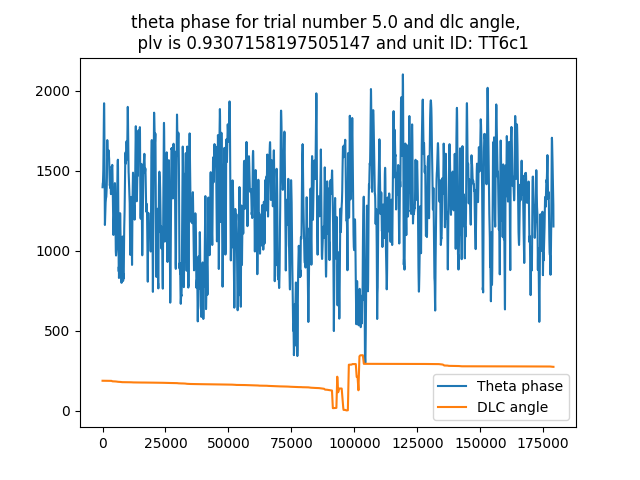 theta phase for trial number 5.0 and dlc angle,
plv is 0.9307158197505147 and unit ID: TT6c1
2000
1500
1000
500
0
Theta phase
DLC angle
0 25000 50000 75000 100000 125000 150000 175000